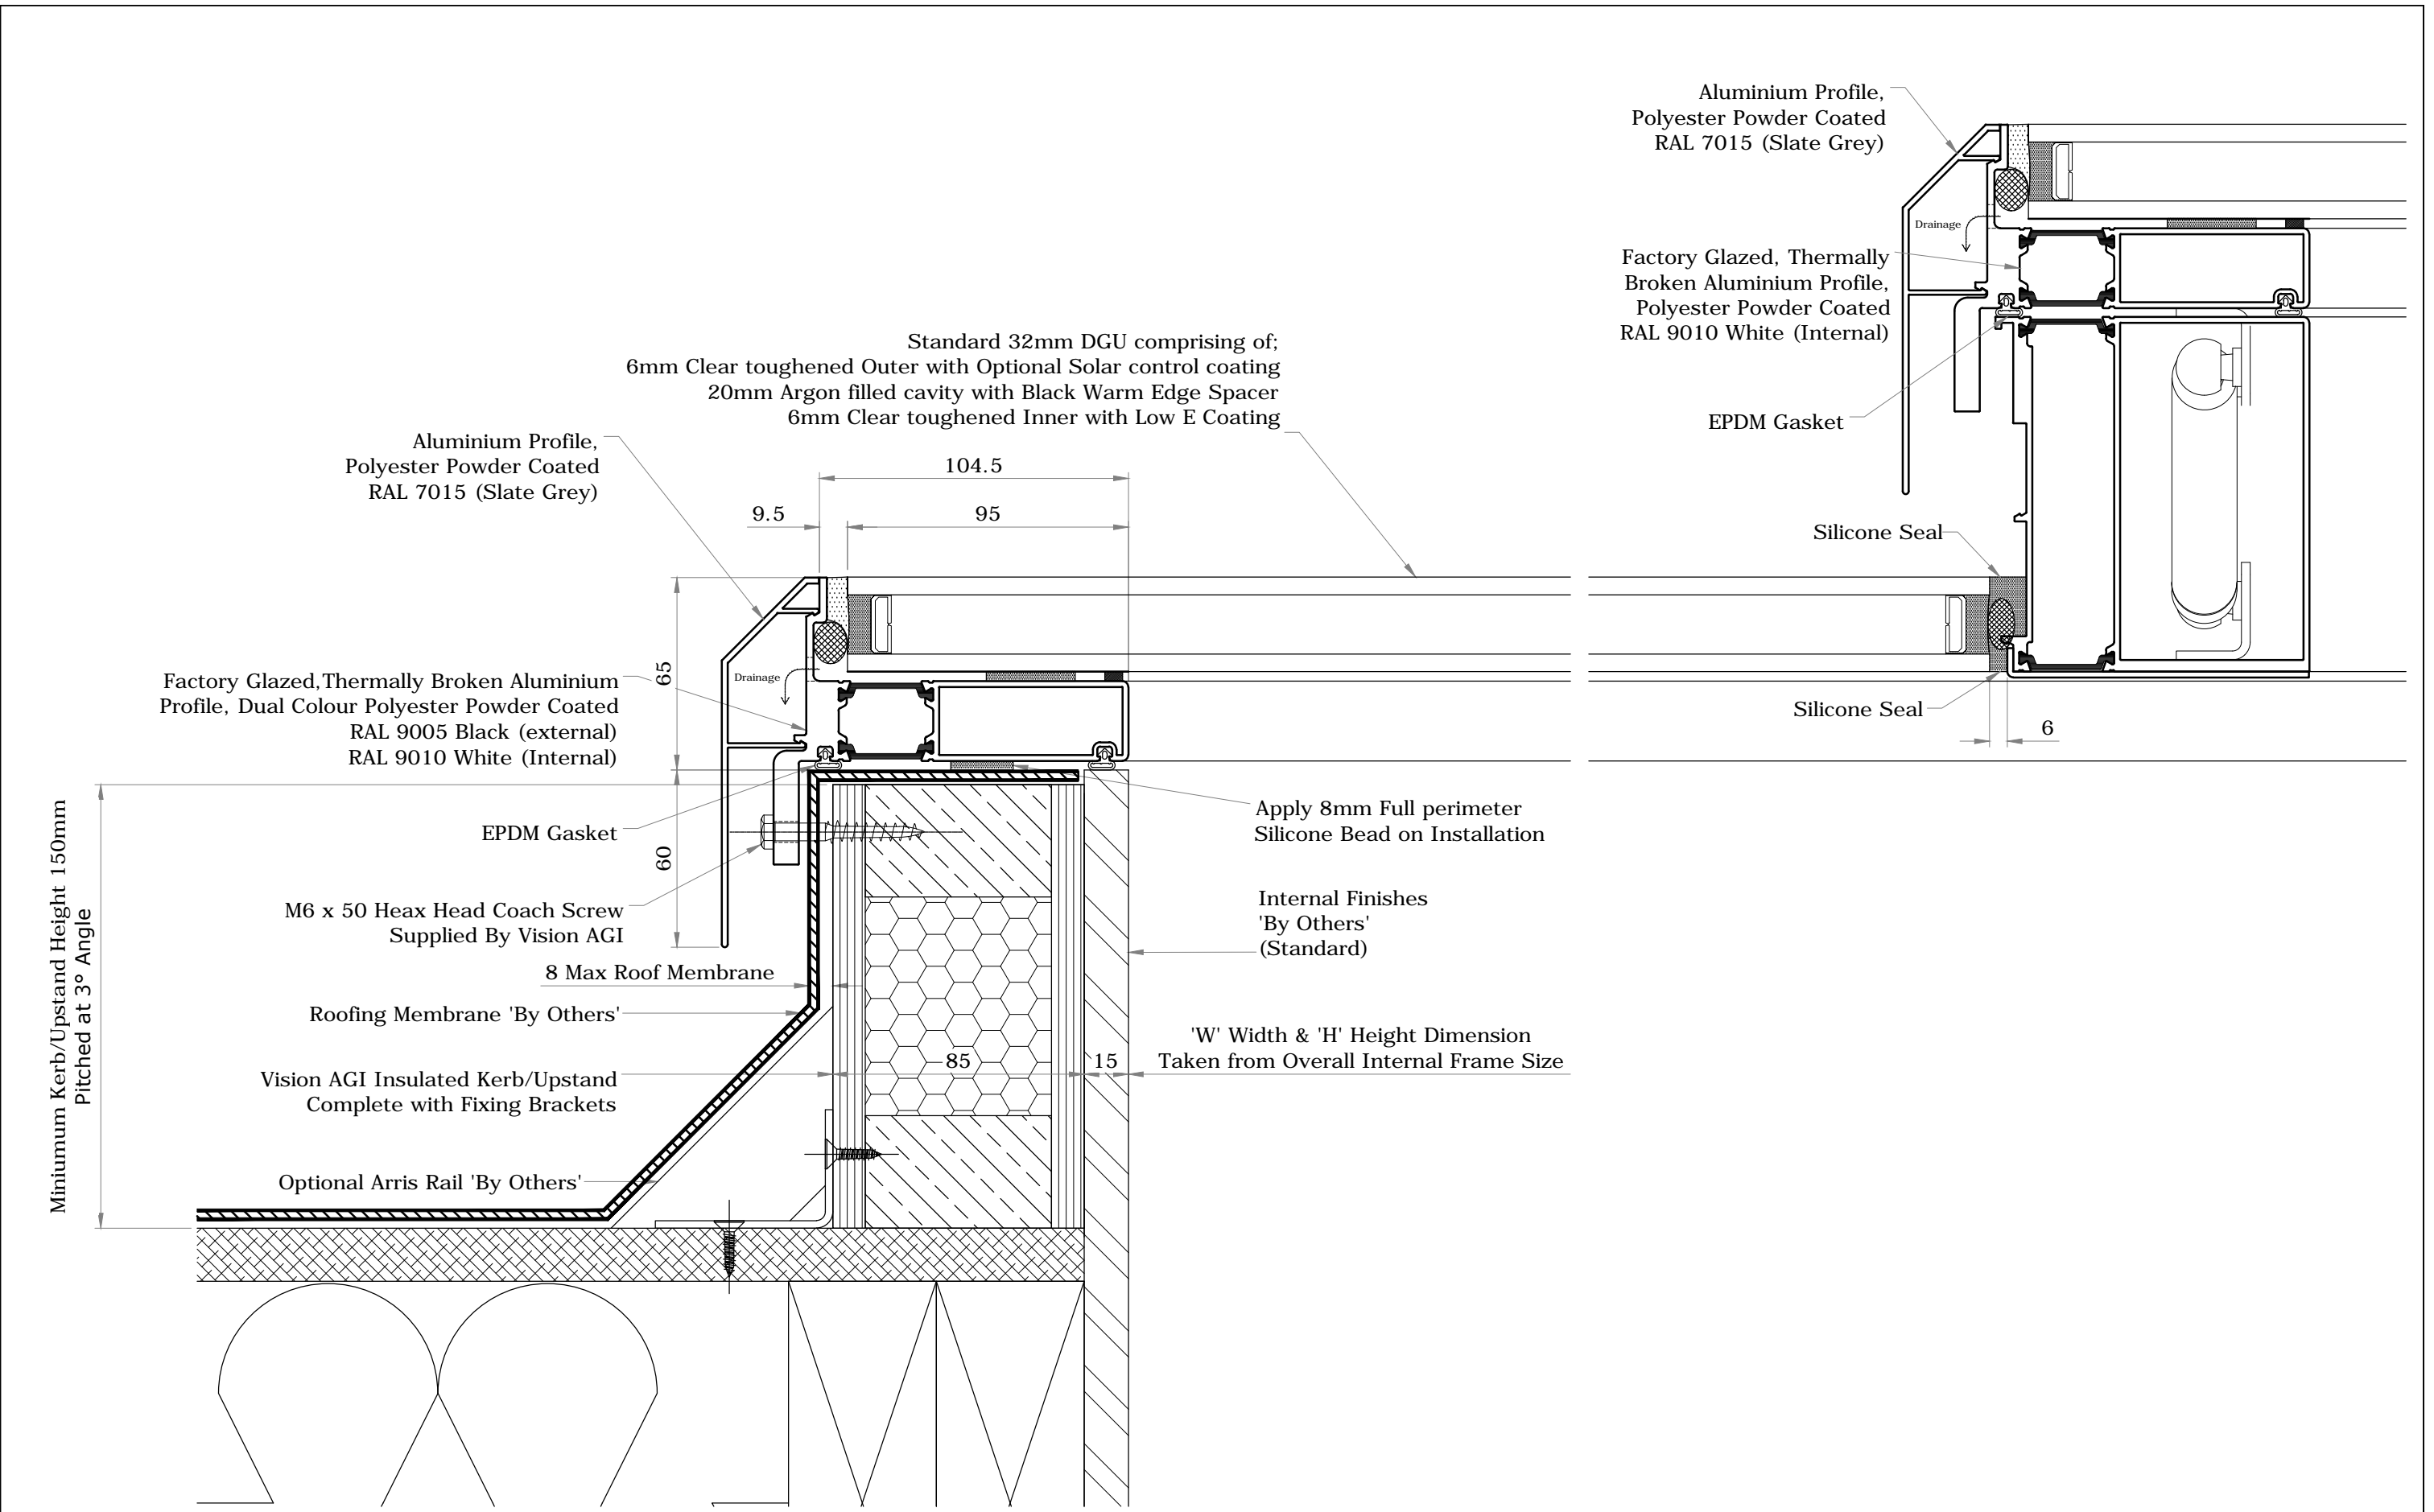 Aluminium Profile,
Polyester Powder Coated
RAL 7015 (Slate Grey)
Drainage
Factory Glazed, Thermally
Broken Aluminium Profile,
Polyester Powder Coated
RAL 9010 White (Internal)
EPDM Gasket
Standard 32mm DGU comprising of;
6mm Clear toughened Outer with Optional Solar control coating
20mm Argon filled cavity with Black Warm Edge Spacer
6mm Clear toughened Inner with Low E Coating
Aluminium Profile,
Polyester Powder Coated
RAL 7015 (Slate Grey)
104.5
9.5
95
Silicone Seal
65
Drainage
Factory Glazed,Thermally Broken Aluminium
Profile, Dual Colour Polyester Powder Coated
RAL 9005 Black (external)
RAL 9010 White (Internal)
Silicone Seal
6
EPDM Gasket
Apply 8mm Full perimeter
Silicone Bead on Installation
60
Miniumum Kerb/Upstand Height 150mm
Pitched at 3° Angle
M6 x 50 Heax Head Coach Screw
Supplied By Vision AGI
Internal Finishes
'By Others'
(Standard)
8 Max Roof Membrane
Roofing Membrane 'By Others'
'W' Width & 'H' Height Dimension
Taken from Overall Internal Frame Size
85
15
Vision AGI Insulated Kerb/Upstand
Complete with Fixing Brackets
Optional Arris Rail 'By Others'